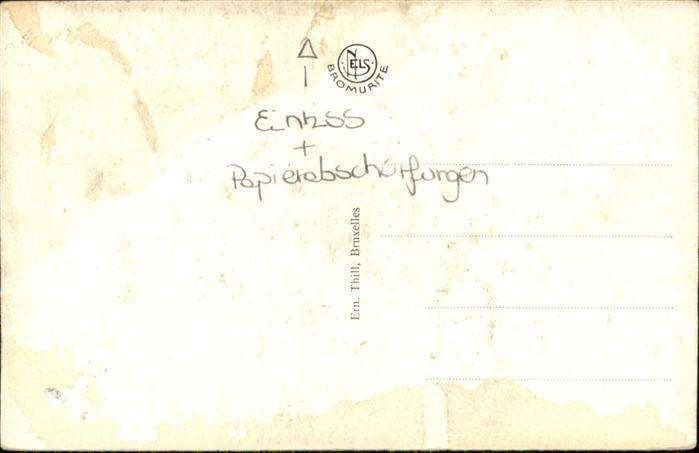 NELS
BROMURITE
Einriss
+
Papierabschürfungen
Ern. Thill, Bruxelles